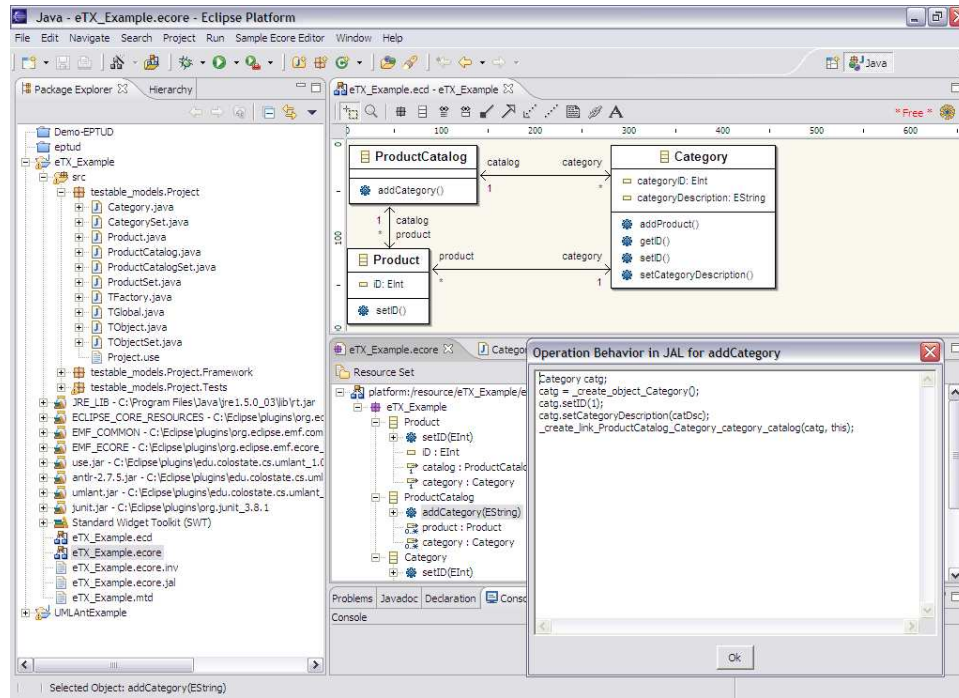 Java - eTX_Example.ecore - Eclipse Platform
File Edit Navigate Search Project Run Sample Ecore Editor Window Help
Java
Package Explorer Hierarchy
Demo-EPTUD
eptud
eTX_Example
src
testable_models.Project
Category.java
CategorySet.java
Product.java
ProductCatalog.java
ProductCatalogSet.java
ProductSet.java
TFactory.java
TGlobal.java
TObject.java
TObjectSet.java
Project.use
testable_models.Project.Framework
testable_models.Project.Tests
JRE_LIB - C:\Program Files\Java\jre1.5.0_03\lib\rt.jar
ECLIPSE_CORE_RESOURCES - C:\Eclipse\plugins\org.ec
EMF_COMMON - C:\Eclipse\plugins\org.eclipse.emf.com
EMF_ECORE - C:\Eclipse\plugins\org.eclipse.emf.ecore_
use.jar - C:\Eclipse\plugins\edu.colostate.cs.umlant_1.0
antlr-2.7.5.jar - C:\Eclipse\plugins\edu.colostate.cs.uml
umlant.jar - C:\Eclipse\plugins\edu.colostate.cs.umlant_
junit.jar - C:\Eclipse\plugins\org.junit_3.8.1
Standard Widget Toolkit (SWT)
eTX_Example.ecd
eTX_Example.ecore
eTX_Example.ecore.inv
eTX_Example.ecore.jal
eTX_Example.mtd
UMLAntExample
eTX_Example.ecd - eTX_Example
A
*Free*
0 100 200 300 400 500 600
0
100
ProductCatalog
addCategory()
catalog category
1 *
Category
categoryID: EInt
categoryDescription: EString
addProduct()
getID()
setID()
setCategoryDescription()
1 catalog
* product
Product
iD: EInt
setID()
product category
* 1
eTX_Example.ecore Catego
Resource Set
platform:/resource/eTX_Example/e
eTX_Example
Product
setID(EInt)
iD : EInt
catalog : ProductCatalo
category : Category
ProductCatalog
addCategory(EString)
product : Product
category : Category
Category
setID(EInt)
Problems Javadoc Declaration Consc
Console
Operation Behavior in JAL for addCategory
Category catg;
catg = _create_object_Category();
catg.setID(1);
catg.setCategoryDescription(catDsc);
_create_link_ProductCatalog_Category_category_catalog(catg, this);
Ok
Selected Object: addCategory(EString)